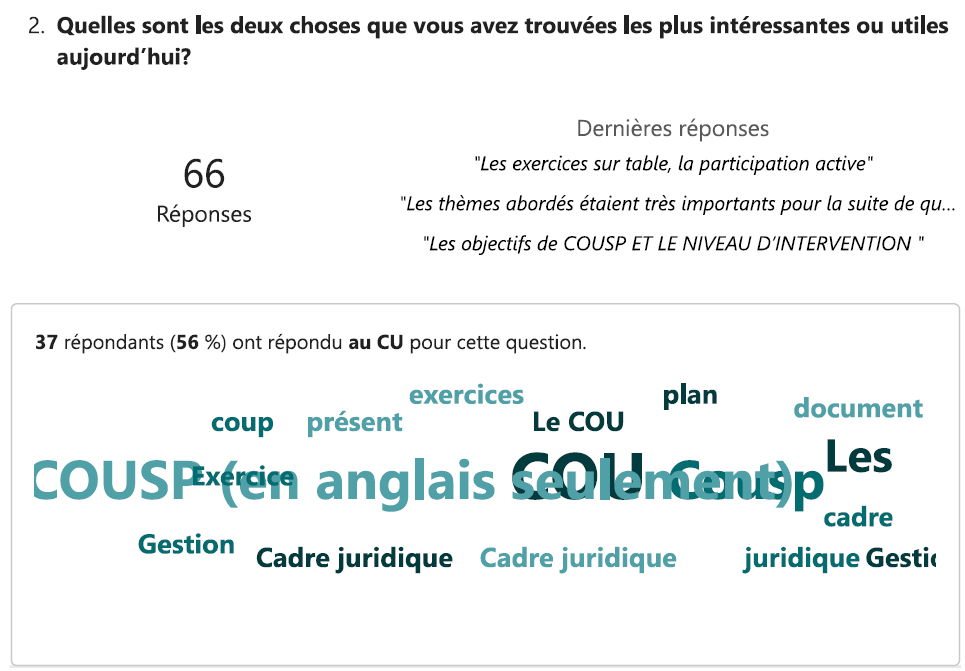 2. Quelles sont les deux choses que vous avez trouvées les plus intéressantes ou utiles
aujourd’hui?
Dernières réponses
66
Réponses
"Les exercices sur table, la participation active"
"Les thèmes abordés étaient très importants pour la suite de qu...
"Les objectifs de COUSP ET LE NIVEAU D’INTERVENTION "
37 répondants (56 %) ont répondu au CU pour cette question.
exercices plan
coup présent Le COU document
COUSP (en anglais seulement) Exercice COU Cousp Les
cadre
Gestion Cadre juridique Cadre juridique juridique